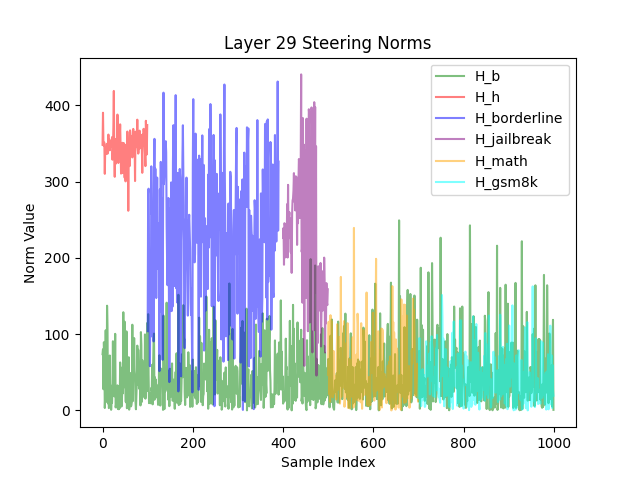 Layer 29 Steering Norms
H_b
H_h
H_borderline
H_jailbreak
H_math
H_gsm8k
Norm Value
400
300
200
100
0
0
200
400
600
800
1000
Sample Index